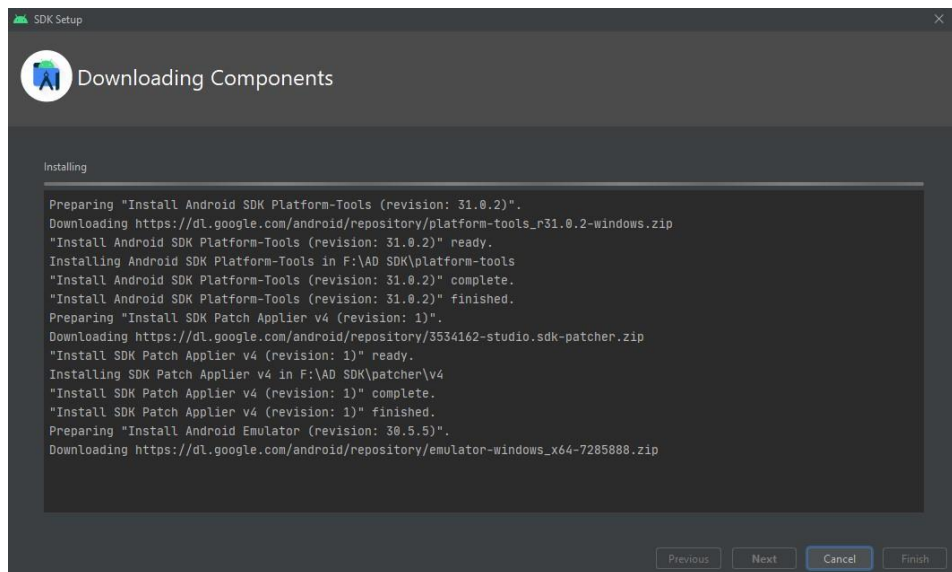 SDK Setup
Downloading Components
Installing
Preparing "Install Android SDK Platform-Tools (revision: 31.0.2)".
Downloading https://dl.google.com/android/repository/platform-tools_r31.0.2-windows.zip
"Install Android SDK Platform-Tools (revision: 31.0.2)" ready.
Installing Android SDK Platform-Tools in F:\AD SDK\platform-tools
"Install Android SDK Platform-Tools (revision: 31.0.2)" complete.
"Install Android SDK Platform-Tools (revision: 31.0.2)" finished.
Preparing "Install SDK Patch Applier v4 (revision: 1)".
Downloading https://dl.google.com/android/repository/3534162-studio.sdk-patcher.zip
"Install SDK Patch Applier v4 (revision: 1)" ready.
Installing SDK Patch Applier v4 in F:\AD SDK\patcher\v4
"Install SDK Patch Applier v4 (revision: 1)" complete.
"Install SDK Patch Applier v4 (revision: 1)" finished.
Preparing "Install Android Emulator (revision: 30.5.5)".
Downloading https://dl.google.com/android/repository/emulator-windows_x64-7285888.zip
Previous Next Cancel Finish